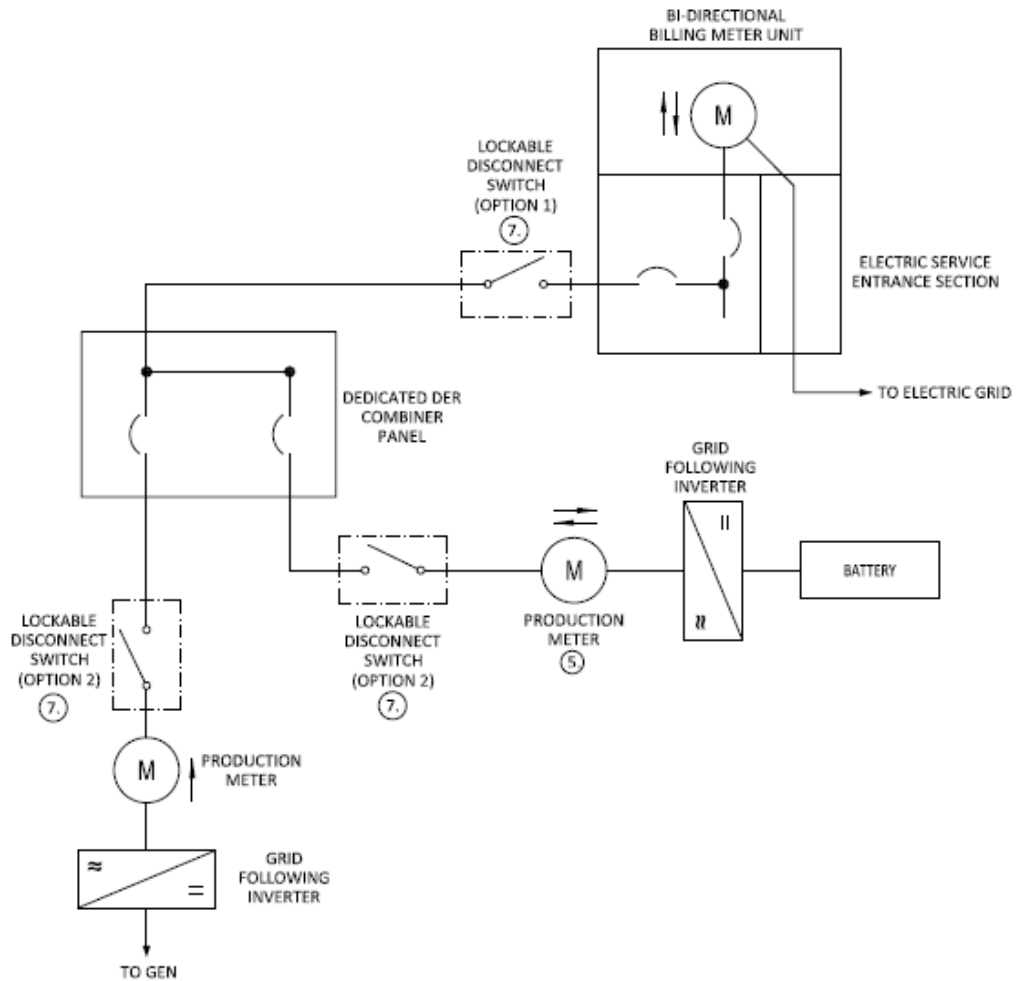 BI-DIRECTIONAL
BILLING METER UNIT
M
LOCKABLE
DISCONNECT
SWITCH
(OPTION 1)
7.
ELECTRIC SERVICE
ENTRANCE SECTION
TO ELECTRIC GRID
DEDICATED DER
COMBINER
PANEL
GRID
FOLLOWING
INVERTER
BATTERY
M
PRODUCTION
METER
5.
LOCKABLE
DISCONNECT
SWITCH
(OPTION 2)
7.
LOCKABLE
DISCONNECT
SWITCH
(OPTION 2)
7.
M
PRODUCTION
METER
GRID
FOLLOWING
INVERTER
TO GEN